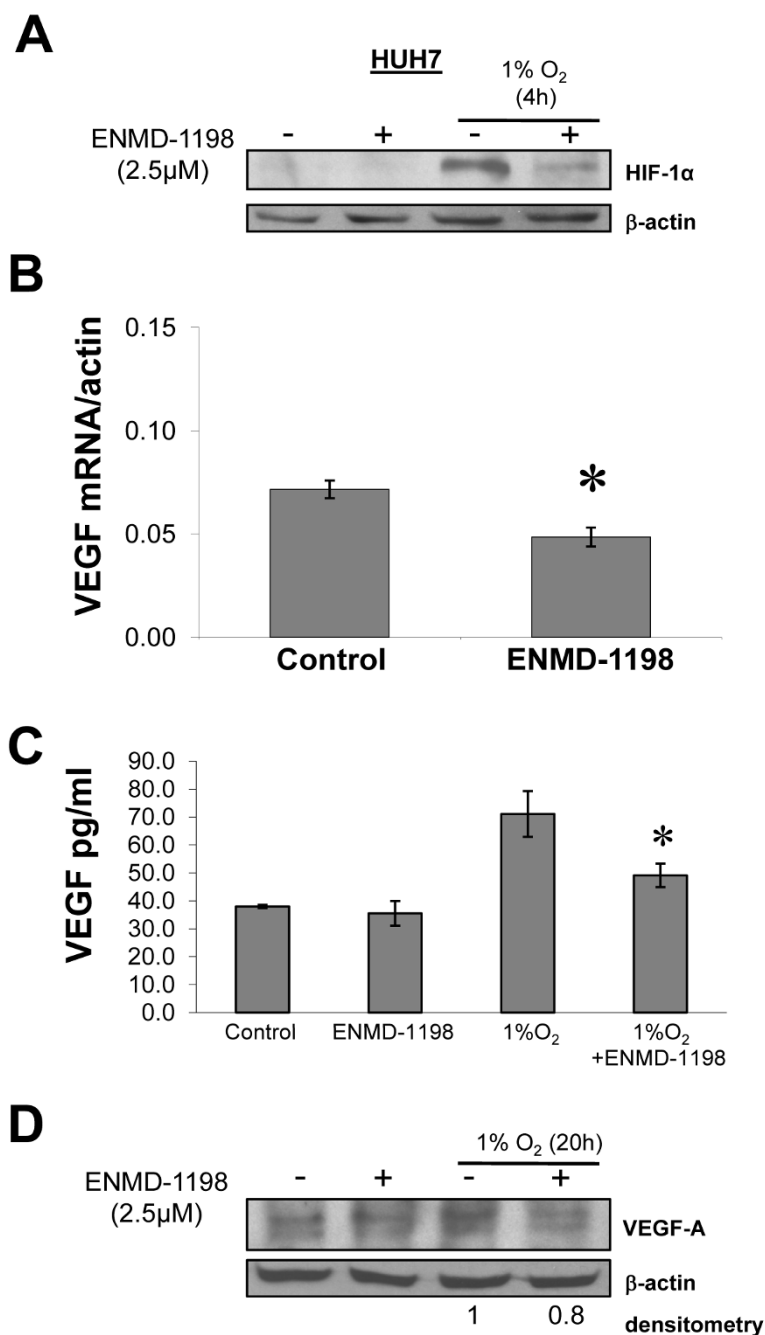 A
HUH7
1% O₂
(4h)
ENMD-1198
(2.5µM)
- + - +
HIF-1α
β-actin
B
VEGF mRNA/actin
0.15
0.10
0.05
0.00
*
Control ENMD-1198
C
VEGF pg/ml
90.0
80.0
70.0
60.0
50.0
40.0
30.0
20.0
10.0
0.0
*
Control ENMD-1198 1%O₂ 1%O₂
+ENMD-1198
D
1% O₂ (20h)
ENMD-1198
(2.5µM)
- + - +
VEGF-A
β-actin
1 0.8 densitometry